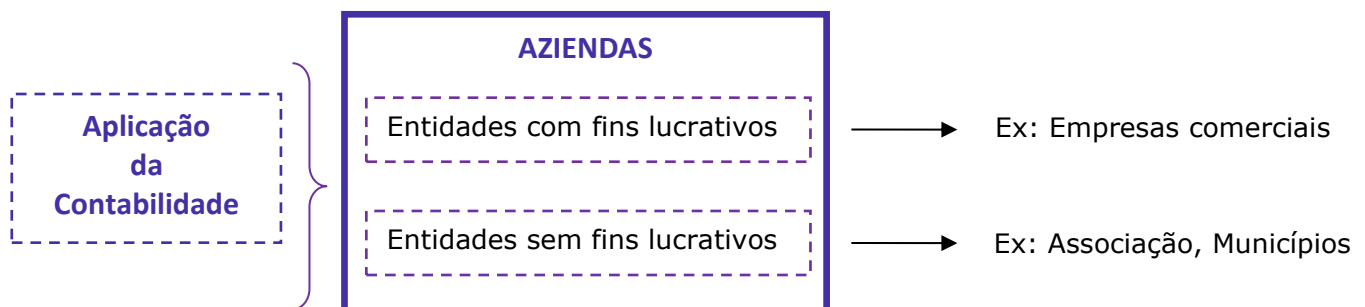 AZIENDAS
Aplicação
da
Contabilidade
Entidades com fins lucrativos
Ex: Empresas comerciais
Entidades sem fins lucrativos
Ex: Associação, Municípios